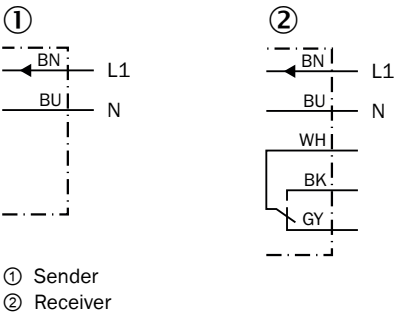 ① ②
BN L1 BN L1
BU N BU N
WH
BK
GY
① Sender
② Receiver